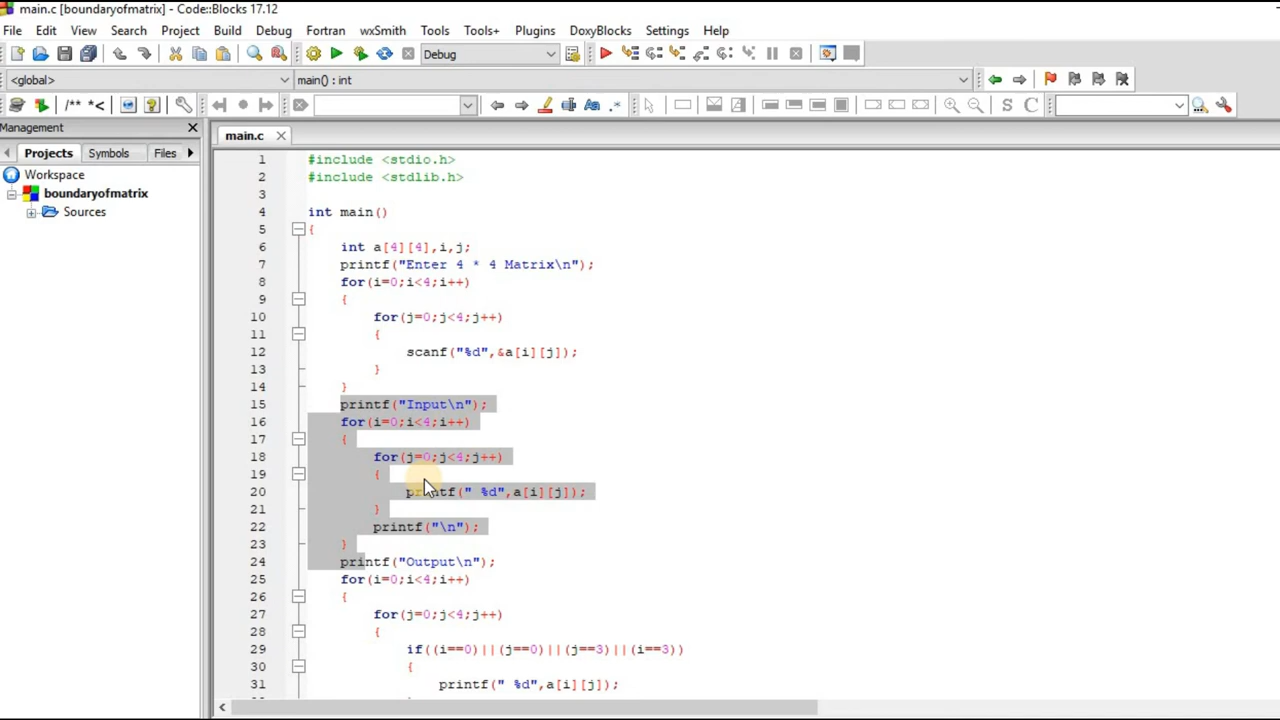 main.c [boundaryofmatrix] - Code::Blocks 17.12
File Edit View Search Project Build Debug Fortran wxSmith Tools Tools+ Plugins DoxyBlocks Settings Help
Debug
<global> main() : int
/** *<
Aa .* S C
Management
Projects Symbols Files
main.c
Workspace
boundaryofmatrix
Sources
1 #include <stdio.h>
2 #include <stdlib.h>
3
4 int main()
5 {
6 int a[4][4],i,j;
7 printf("Enter 4 * 4 Matrix\n");
8 for(i=0;i<4;i++)
9 {
10 for(j=0;j<4;j++)
11 {
12 scanf("%d",&a[i][j]);
13 }
14 }
15 printf("Input\n");
16 for(i=0;i<4;i++)
17 {
18 for(j=0;j<4;j++)
19 {
20 printf(" %d",a[i][j]);
21 }
22 printf("\n");
23 }
24 printf("Output\n");
25 for(i=0;i<4;i++)
26 {
27 for(j=0;j<4;j++)
28 {
29 if((i==0)||(j==0)||(j==3)||(i==3))
30 {
31 printf(" %d",a[i][j]);